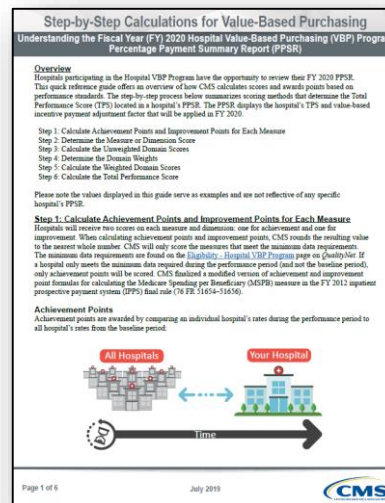 Step-by-Step Calculations for Value-Based Purchasing
Understanding the Fiscal Year (FY) 2020 Hospital Value-Based Purchasing (VBP) Program
Percentage Payment Summary Report (PPSR)
Overview
Hospitals participating in the Hospital VBP Program have the opportunity to review their FY 2020 PPSR.
This quick reference guide offers an overview of how CMS calculates scores and awards points based on
performance standards. The step-by-step process below summarizes scoring methods that determine the Total
Performance Score (TPS) located in a hospital's PPSR. The PPSR displays the hospital's TPS and value-based
incentive payment adjustment factor that will be applied in FY 2020.
Step 1: Calculate Achievement Points and Improvement Points for Each Measure
Step 2: Determine the Measure or Dimension Score
Step 3: Calculate the Unweighted Domain Scores
Step 4: Determine the Domain Weights
Step 5: Calculate the Weighted Domain Scores
Step 6: Calculate the Total Performance Score
Please note the values displayed in this guide serve as examples and are not reflective of any specific
hospital's PPSR.
Step 1: Calculate Achievement Points and Improvement Points for Each Measure
Hospitals will receive two scores on each measure and dimension: one for achievement and one for
improvement. When calculating achievement points and improvement points, CMS rounds the resulting value
to the nearest whole number. CMS will only score the measures that meet the minimum data requirements.
The minimum data requirements are found on the Eligibility - Hospital VBP Program page on QualityNet. If
a hospital only meets the minimum data required during the performance period (and not the baseline period),
only achievement points will be scored. CMS finalized a modified version of achievement and improvement
point formulas for calculating the Medicare Spending per Beneficiary (MSPB) measure in the FY 2012 inpatient
prospective payment system (IPPS) final rule (76 FR 51654–51656).
Achievement Points
Achievement points are awarded by comparing an individual hospital's rates during the performance period to
all hospital's rates from the baseline period:
All Hospitals
Your Hospital
Time
Page 1 of 6
July 2019
CMS